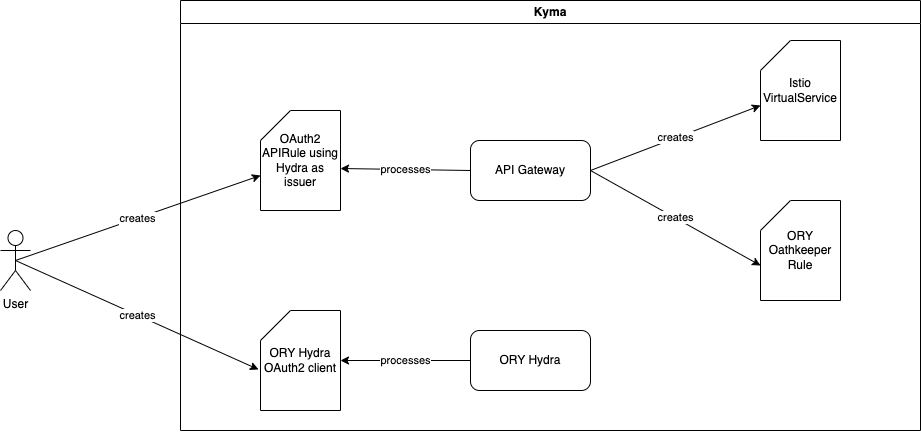 Kyma
Istio
VirtualService
creates
OAuth2
APIRule using
Hydra as
issuer
processes
API Gateway
creates
creates
ORY
Oathkeeper
Rule
User
creates
ORY Hydra
OAuth2 client
processes
ORY Hydra